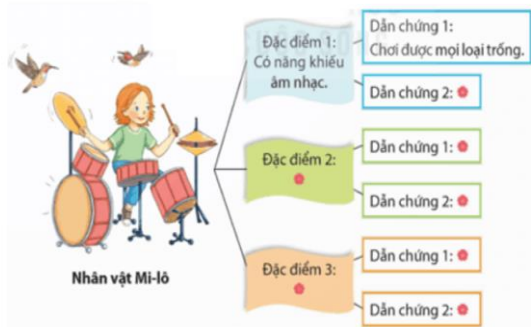 Đặc điểm 1:
Có năng khiếu
âm nhạc.
Dẫn chứng 1:
Chơi được mọi loại trống.
Dẫn chứng 2:
Đặc điểm 2:
Dẫn chứng 1:
Dẫn chứng 2:
Đặc điểm 3:
Dẫn chứng 1:
Dẫn chứng 2:
Nhân vật Mi-lô